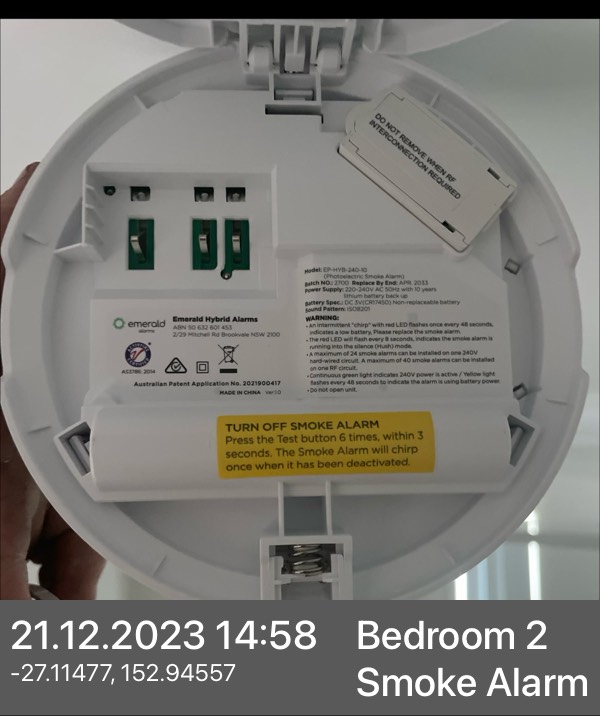 DO NOT REMOVE WHEN RF
INTERCONNECTION REQUIRED
Model: EP-HYB-240-10
(Photoelectric Smoke Alarm)
Batch NO.: 2700 Replace By End: APR, 2033
Power Supply: 220-240V AC 50Hz with 10 years
lithium battery back up
Battery Spec.: DC 3V(CR17450) Non-replaceable battery
Sound Pattern: ISO8201
WARNING:
• An intermittent "chirp" with red LED flashes once every 48 seconds,
indicates a low battery. Please replace the smoke alarm.
• the red LED will flash every 8 seconds, indicates the smoke alarm is
running into the silence (Hush) mode.
• A maximum of 24 smoke alarms can be installed on one 240V
hard-wired circuit. A maximum of 40 smoke alarms can be installed
on one RF circuit.
• Continuous green light indicates 240V power is active / Yellow light
flashes every 48 seconds to indicate the alarm is using battery power.
• Do not open unit.
emerald
alarms
Emerald Hybrid Alarms
ABN 50 632 601 453
2/29 Mitchell Rd Brookvale NSW 2100
AS3786: 2014
Australian Patent Application No. 2021900417
MADE IN CHINA Ver1.0
TURN OFF SMOKE ALARM
Press the Test button 6 times, within 3
seconds. The Smoke Alarm will chirp
once when it has been deactivated.
21.12.2023 14:58
-27.11477, 152.94557
Bedroom 2
Smoke Alarm